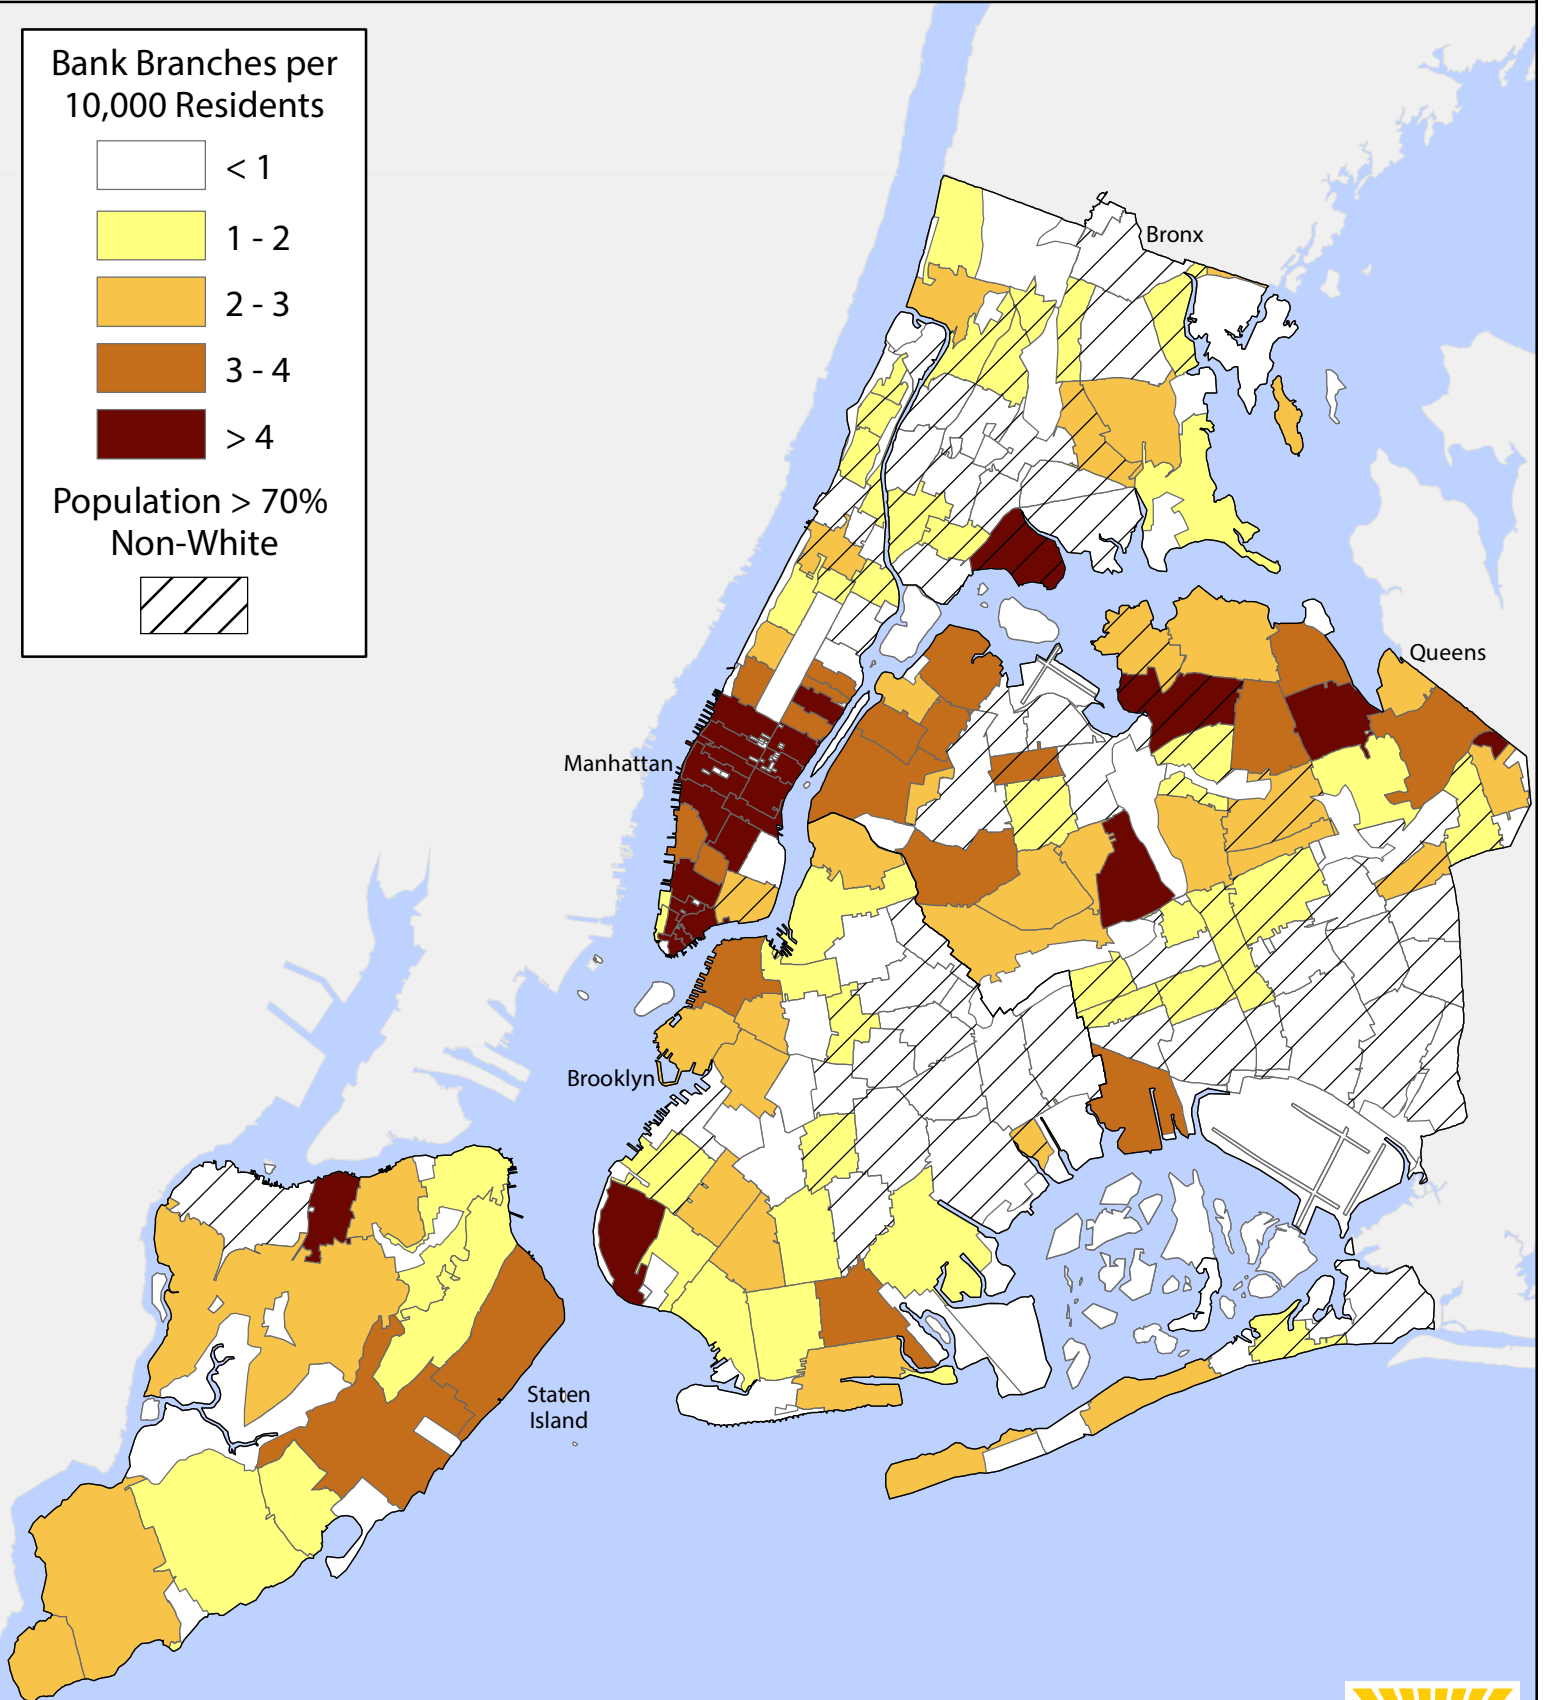 Bank Branches per
10,000 Residents
< 1
1 - 2
2 - 3
3 - 4
> 4
Population > 70%
Non-White
Bronx
Queens
Manhattan
Brooklyn
Staten
Island